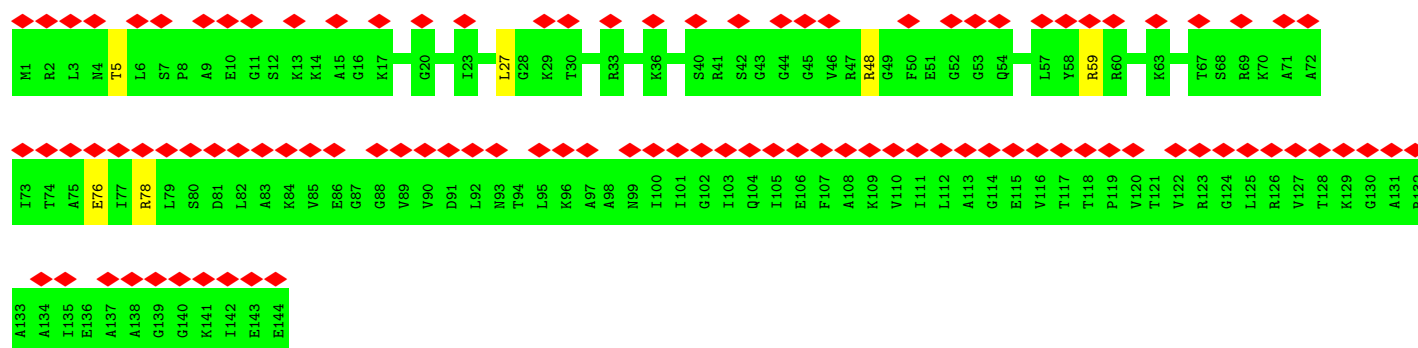 M1 R2 L3 N4 T5 L6 S7 P8 A9 E10 G11 S12 K13 K14 A15 G16 K17 G20 I23 L27 G28 K29 T30 R33 K36 S40 R41 S42 G43 G44 G45 V46 R47 R48 G49 F50 E51 G52 G53 Q54 L57 Y58 R59 R60 K63 T67 S68 R69 K70 A71 A72
I73 T74 A75 E76 I77 R78 L79 S80 D81 L82 A83 K84 V85 E86 G87 G88 V89 V90 D91 L92 N93 T94 L95 K96 A97 A98 N99 I100 I101 G102 I103 Q104 I105 E106 F107 A108 K109 V110 I111 L112 A113 G114 E115 V116 T117 T118 P119 V120 T121 V122 R123 G124 L125 R126 V127 T128 K129 G130 A131 R132
A133 A134 I135 E136 A137 A138 G139 G140 K141 I142 E143 E144